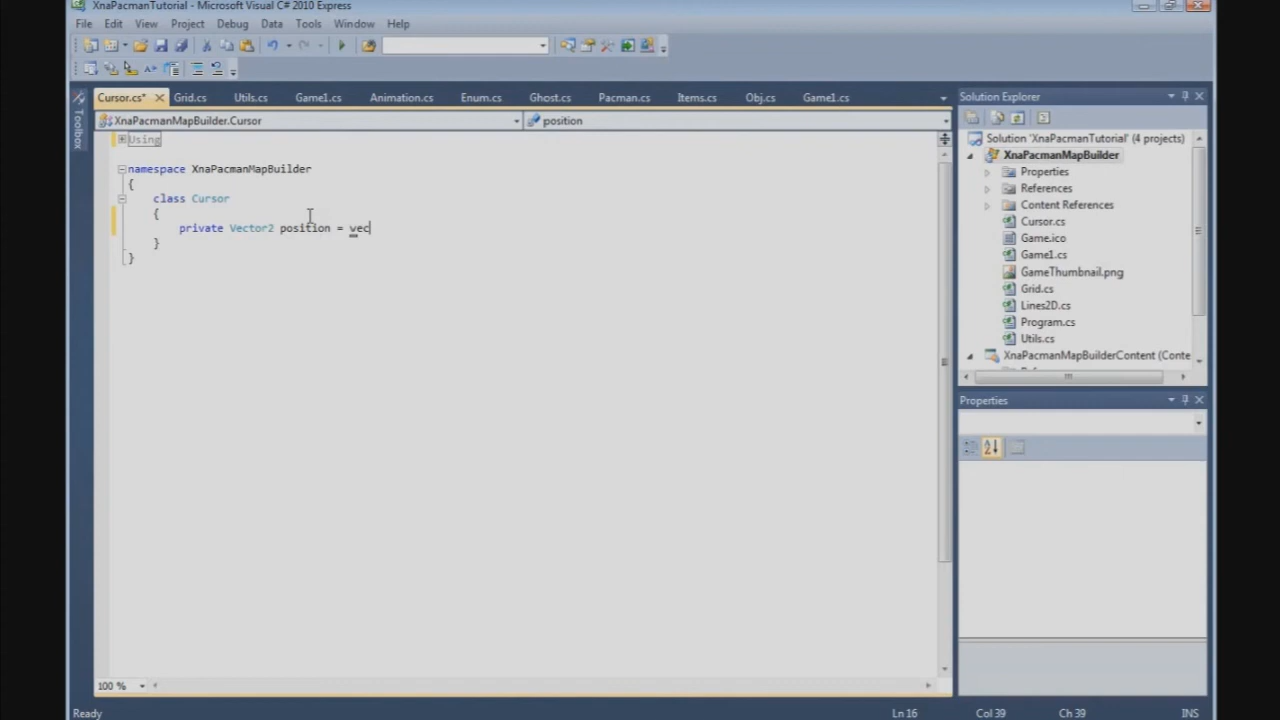 XnaPacmanTutorial - Microsoft Visual C# 2010 Express
File Edit View Project Debug Data Tools Window Help
Cursor.cs* Grid.cs Utils.cs Game1.cs Animation.cs Enum.cs Ghost.cs Pacman.cs Items.cs Obj.cs Game1.cs
Toolbox
XnaPacmanMapBuilder.Cursor position
Using
namespace XnaPacmanMapBuilder
{
class Cursor
{
private Vector2 position = vec
}
}
100 %
Solution Explorer
Solution 'XnaPacmanTutorial' (4 projects)
XnaPacmanMapBuilder
Properties
References
Content References
Cursor.cs
Game.ico
Game1.cs
GameThumbnail.png
Grid.cs
Lines2D.cs
Program.cs
Utils.cs
XnaPacmanMapBuilderContent (Conte
Properties
Ready Ln 16 Col 39 Ch 39 INS